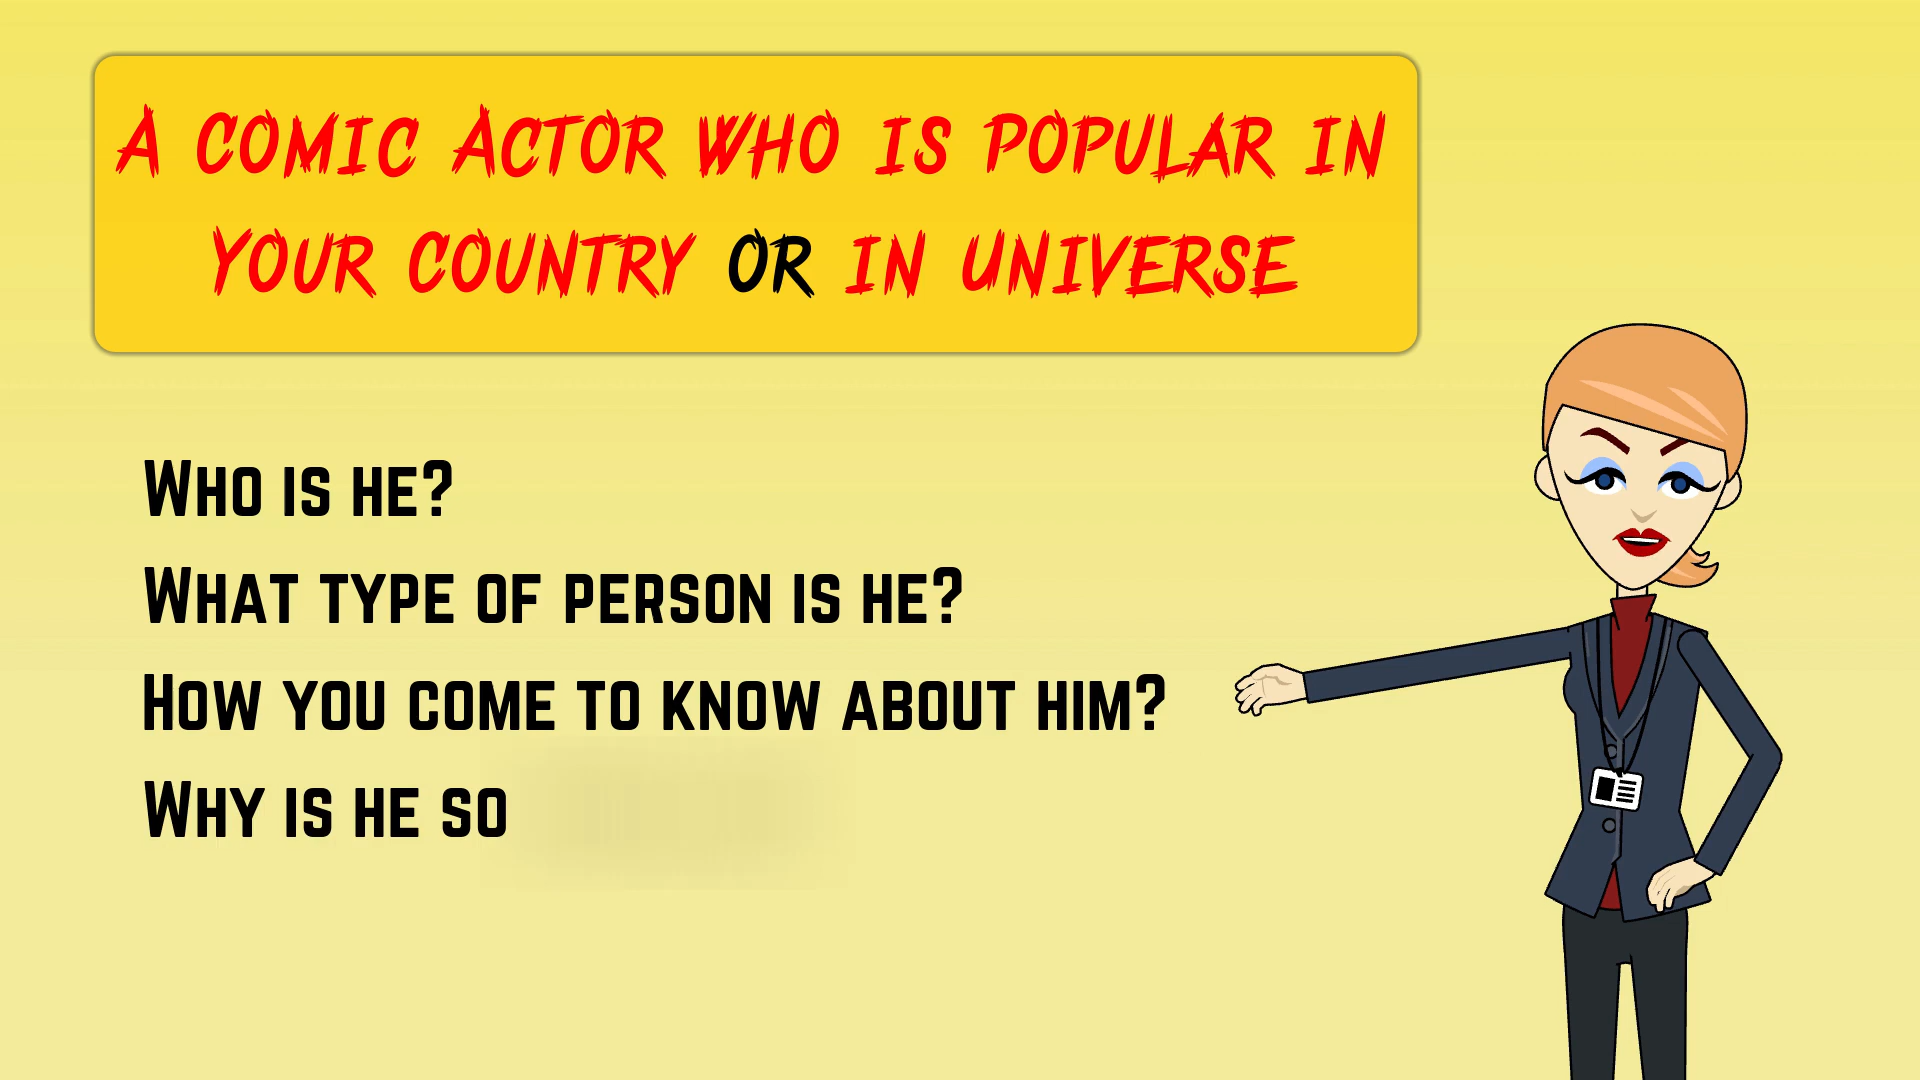 A COMIC ACTOR WHO IS POPULAR IN
YOUR COUNTRY OR IN UNIVERSE
WHO IS HE?
WHAT TYPE OF PERSON IS HE?
HOW YOU COME TO KNOW ABOUT HIM?
WHY IS HE SO